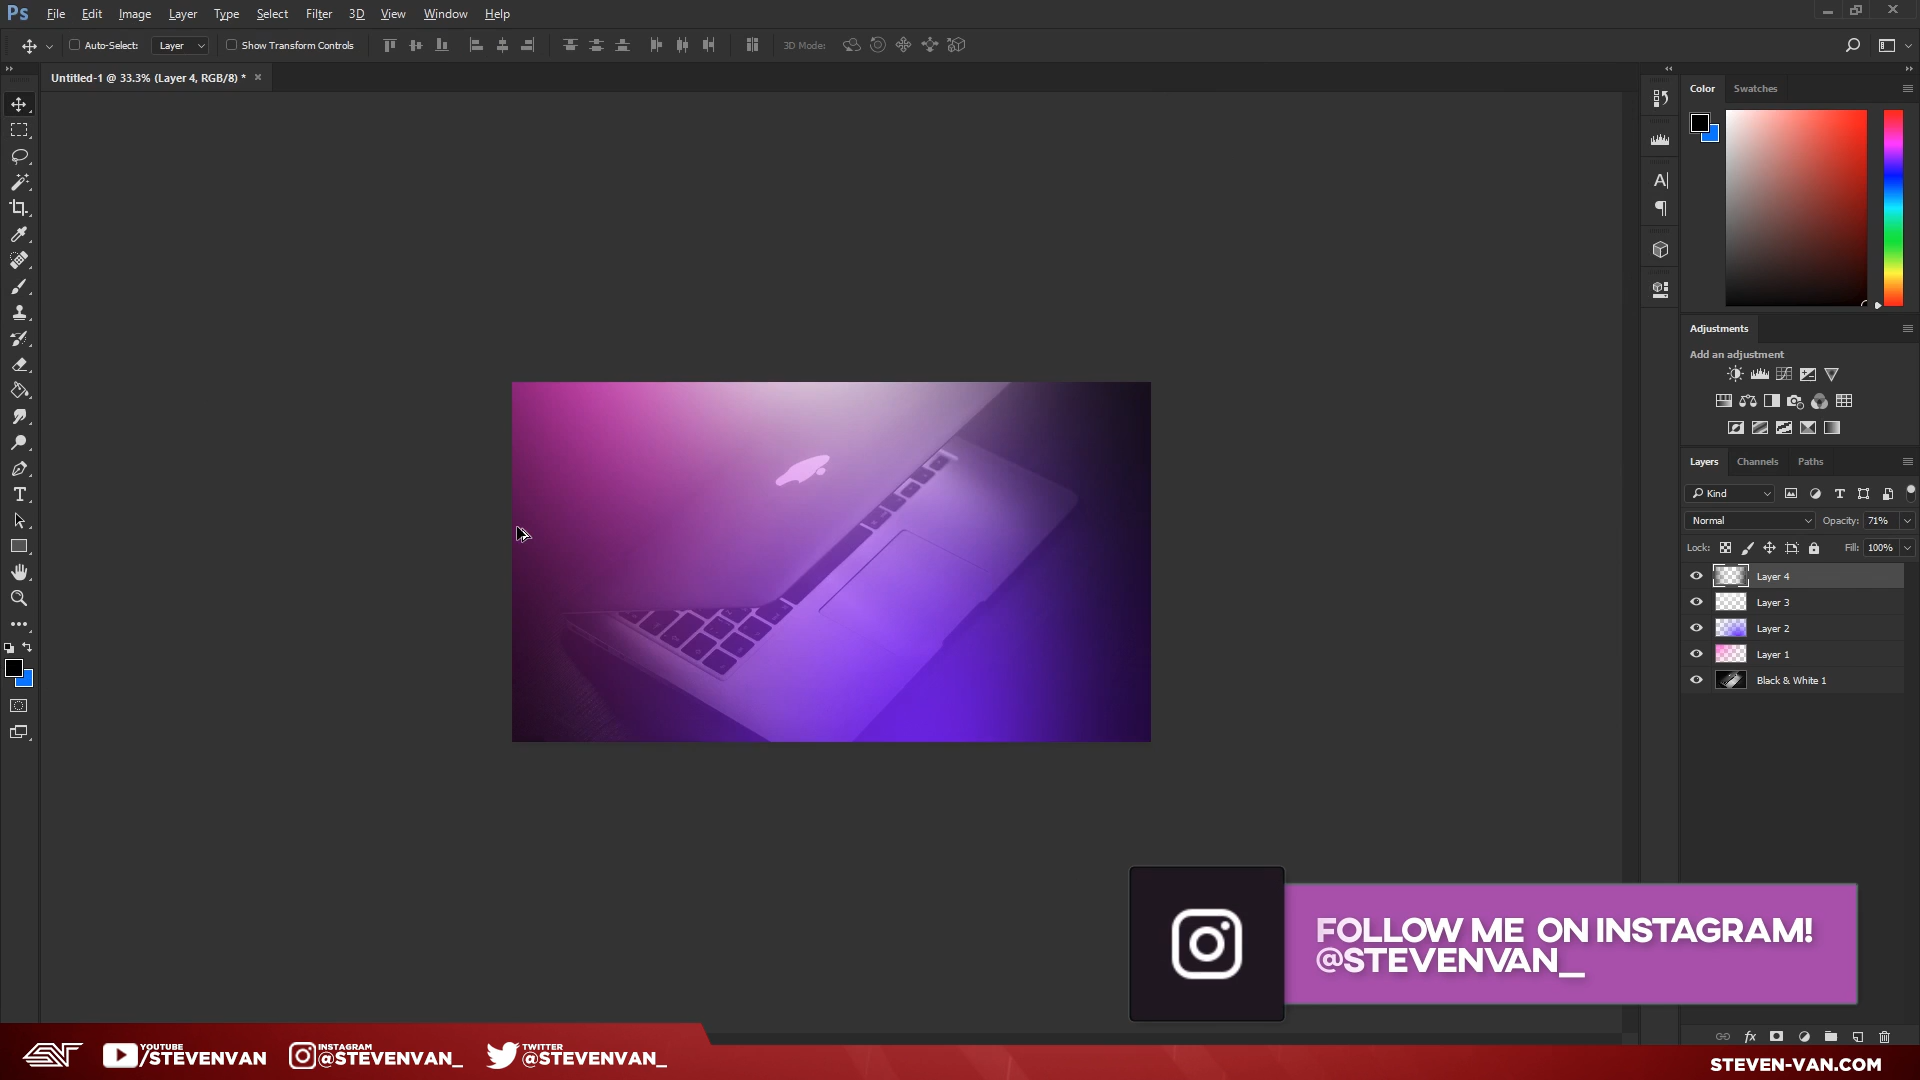 Ps File Edit Image Layer Type Select Filter 3D View Window Help
Auto-Select: Layer Show Transform Controls 3D Mode:
Untitled-1 @ 33.3% (Layer 4, RGB/8) * ×
Color Swatches
Adjustments
Add an adjustment
Layers Channels Paths
Kind
Normal Opacity: 71%
Lock: Fill: 100%
Layer 4
Layer 3
Layer 2
Layer 1
Black & White 1
FOLLOW ME ON INSTAGRAM!
@STEVENVAN_
YOUTUBE
/STEVENVAN
INSTAGRAM
@STEVENVAN_
TWITTER
@STEVENVAN_
STEVEN-VAN.COM